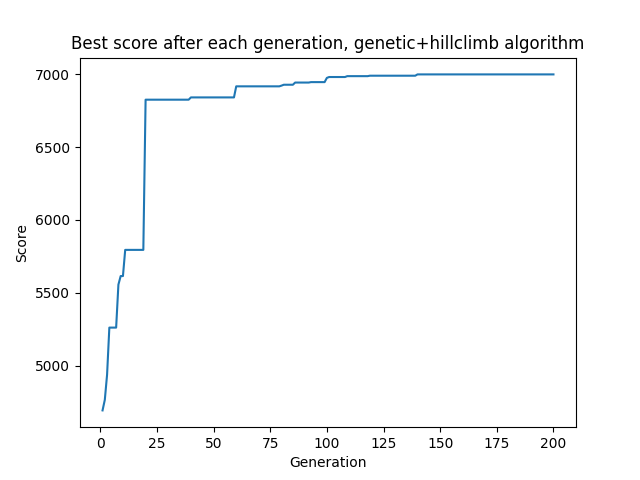 Best score after each generation, genetic+hillclimb algorithm
7000
6500
6000
5500
5000
Score
0 25 50 75 100 125 150 175 200
Generation